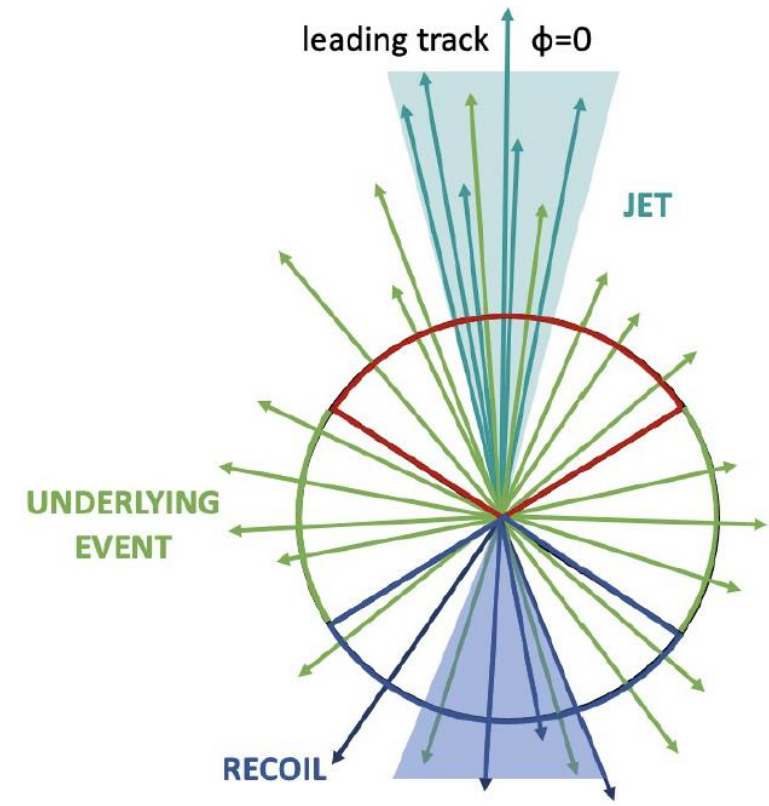 leading track ϕ=0
JET
UNDERLYING
EVENT
RECOIL